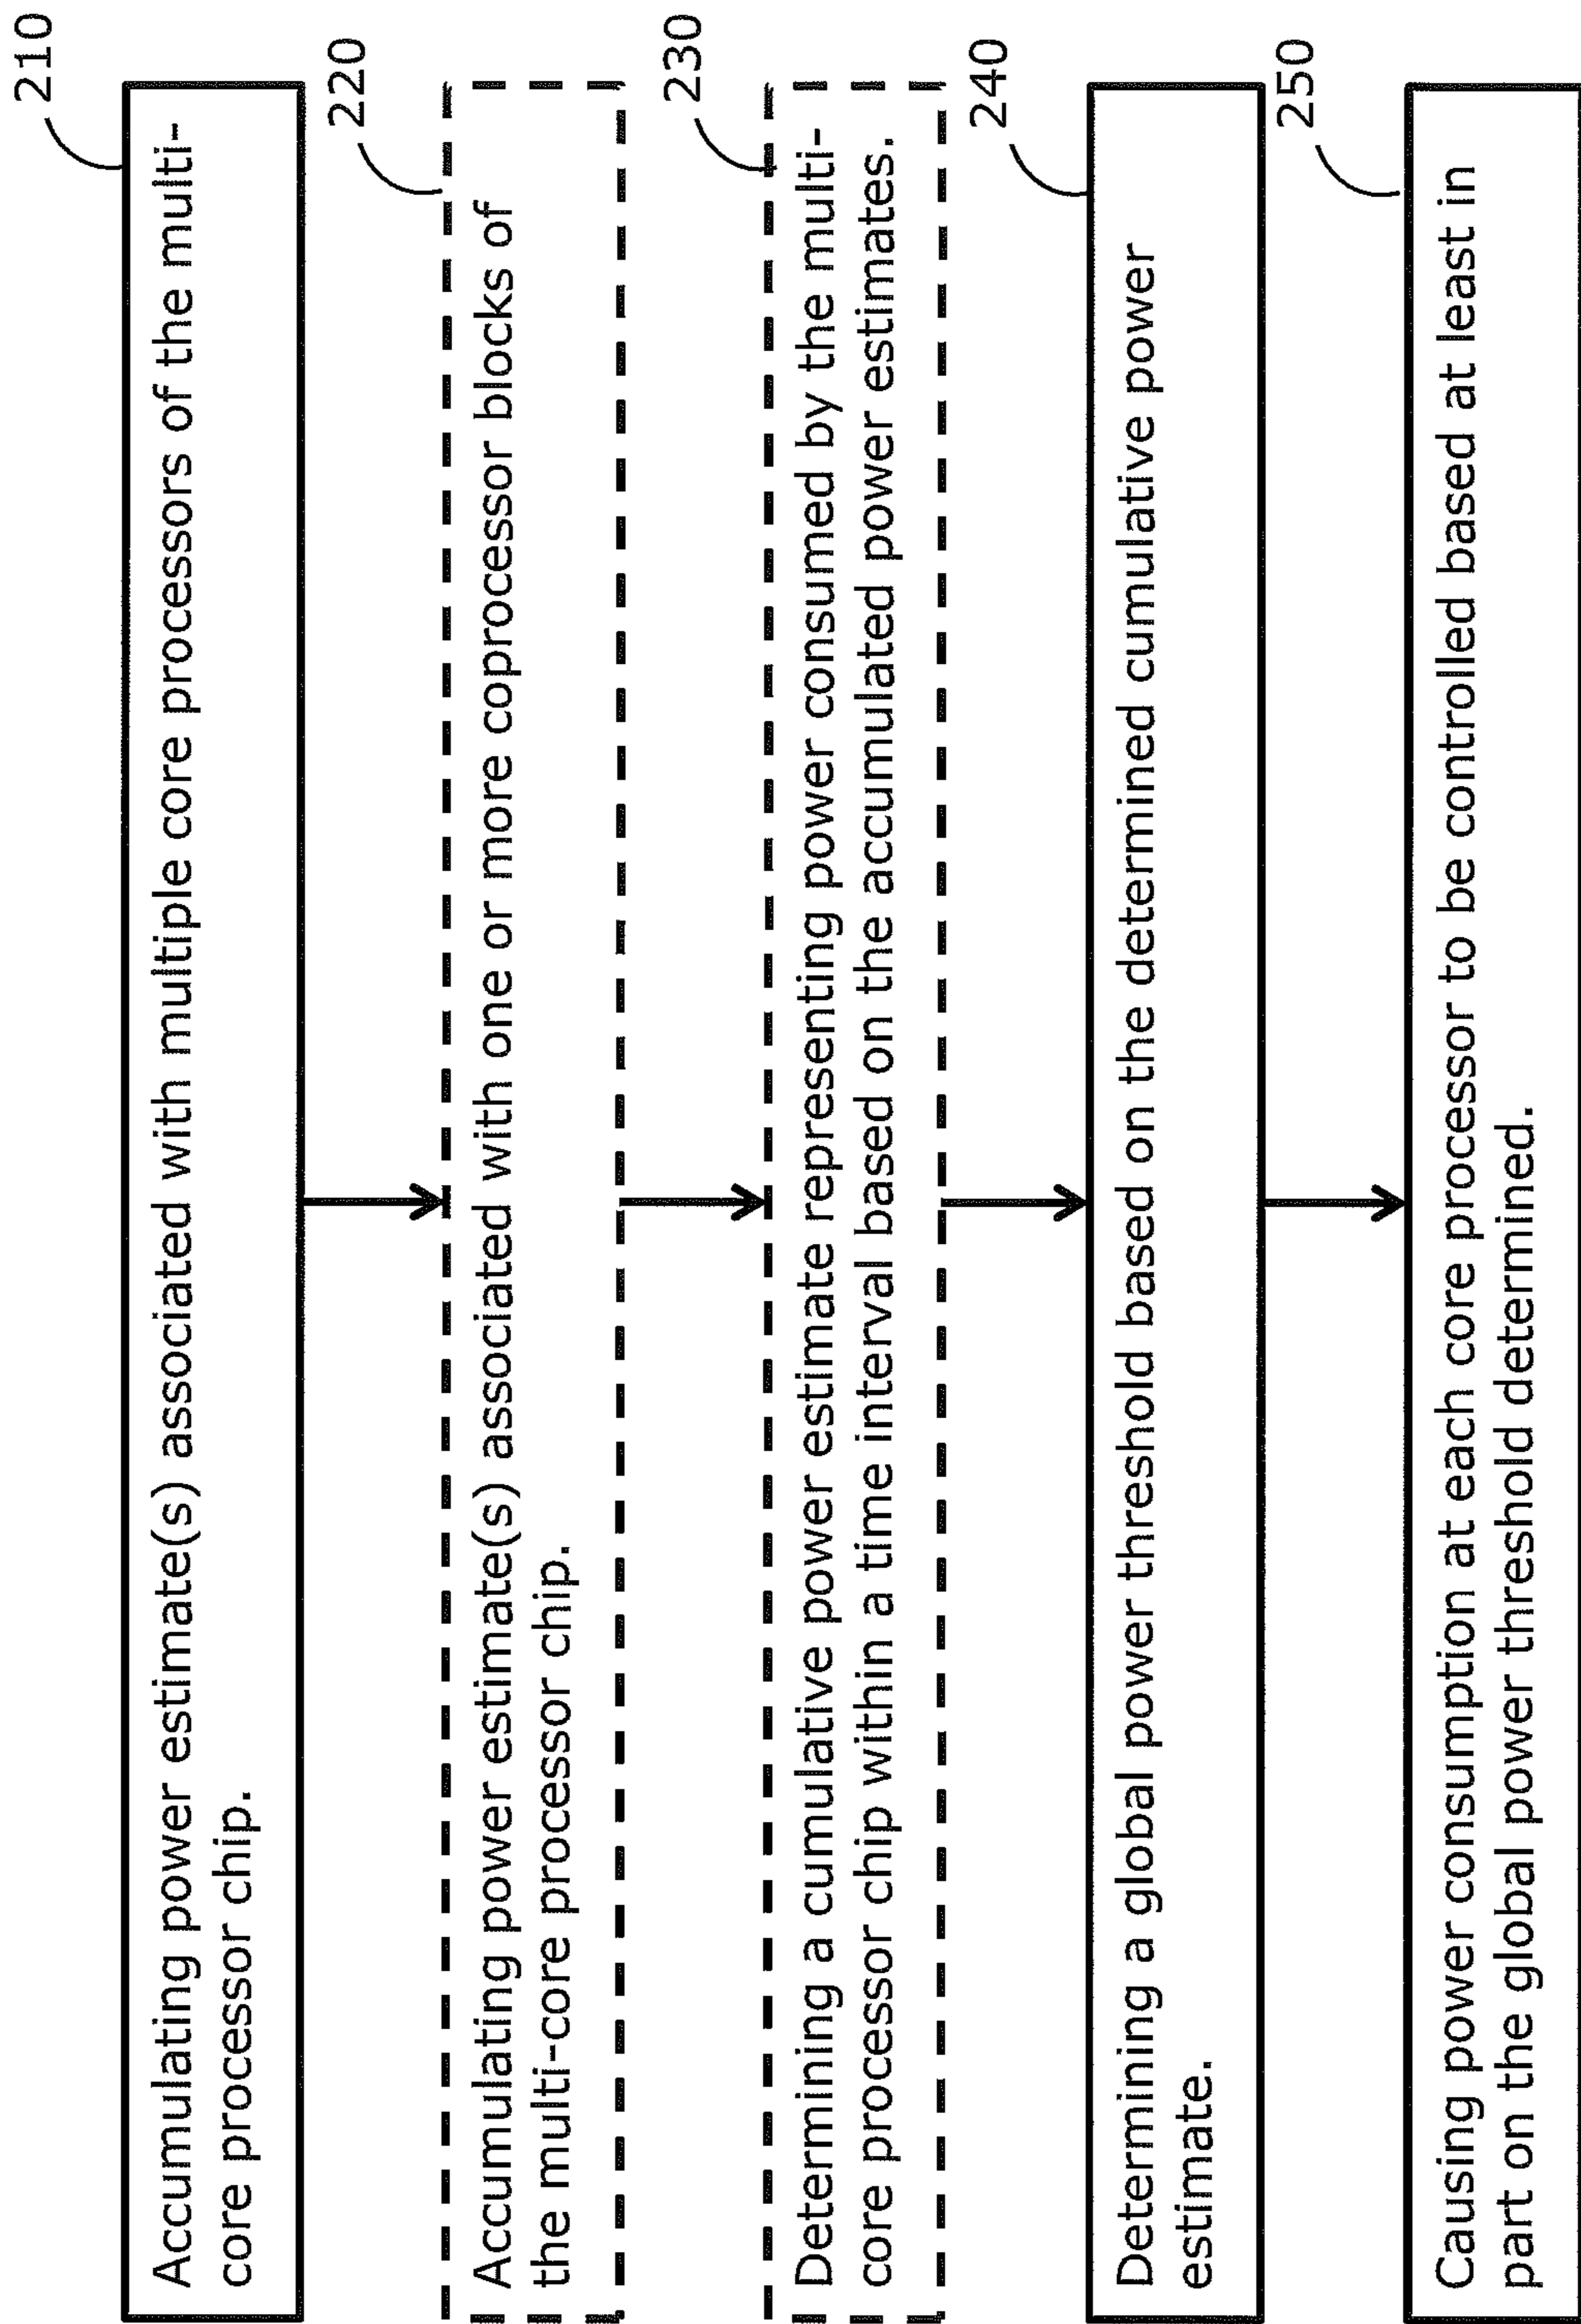 210
Accumulating power estimate(s) associated with multiple core processors of the multi-
core processor chip.
220
Accumulating power estimate(s) associated with one or more coprocessor blocks of
the multi-core processor chip.
230
Determining a cumulative power estimate representing power consumed by the multi-
core processor chip within a time interval based on the accumulated power estimates.
240
Determining a global power threshold based on the determined cumulative power
estimate.
250
Causing power consumption at each core processor to be controlled based at least in
part on the global power threshold determined.